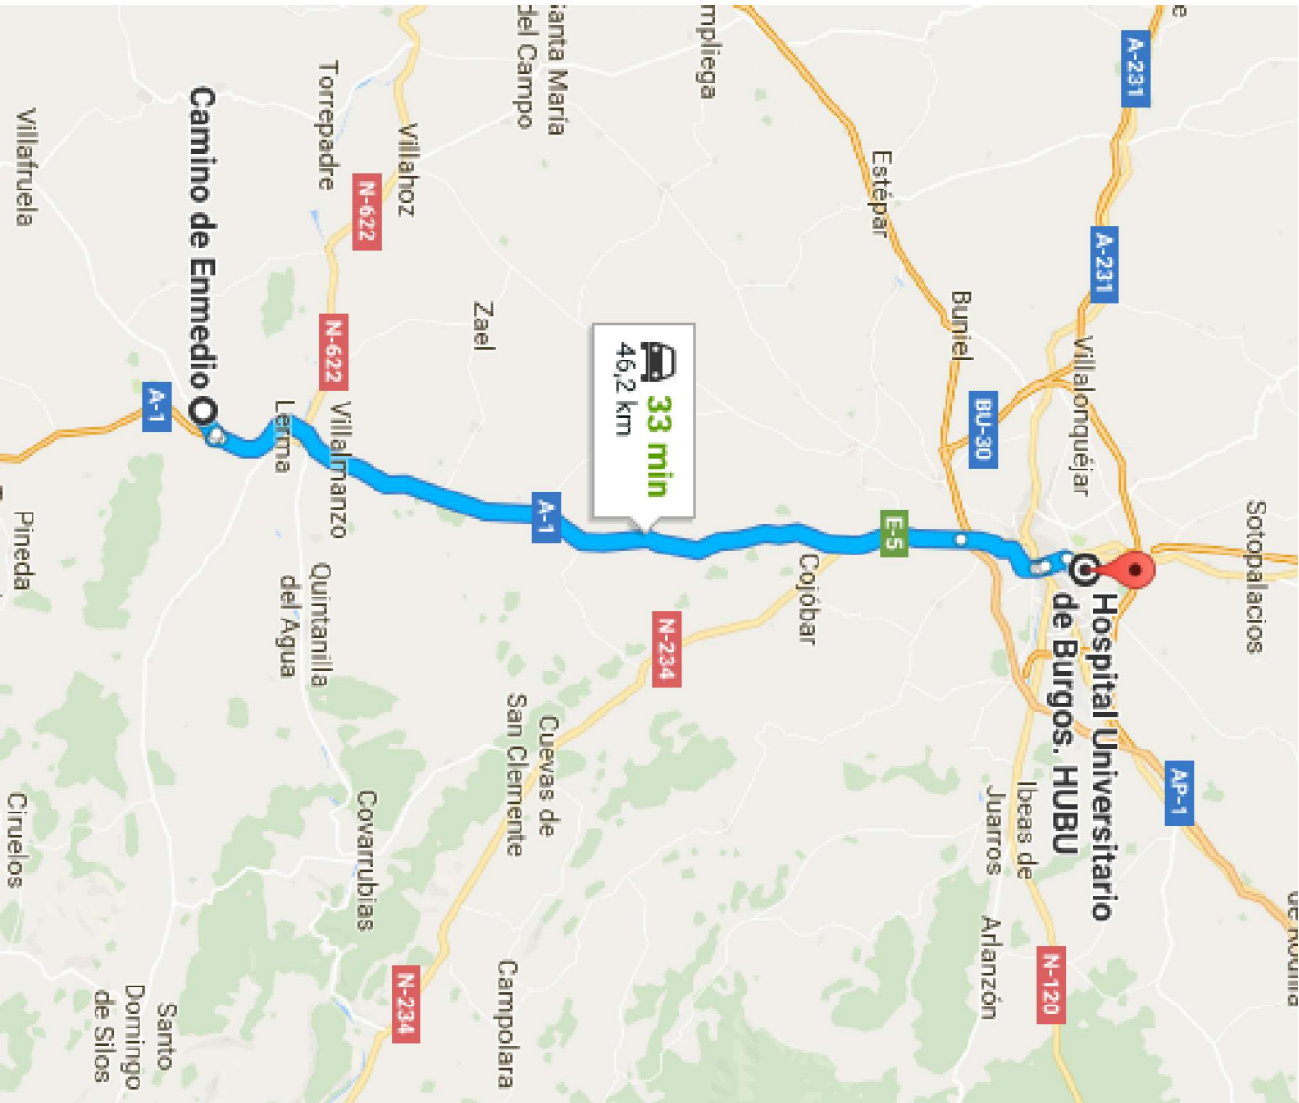 A-231
Sotopalacios
A-231
Villalonquéjar
Hospital Universitario
de Burgos. HUBU
AP-1
BU-30
Buniel
Ibeas de
Juarros
Arlanzón
N-120
Estépar
E-5
Cojóbar
N-234
33 min
46,2 km
Santa María
del Campo
A-1
Cuevas de
San Clemente
Campolara
Zael
Villahoz
N-622
N-622
Torrepadre
Villalmanzo
Lerma
Quintanilla
del Agua
Covarrubias
N-234
Camino de Enmedio
A-1
Santo
Domingo
de Silos
Villafruela
Pineda
Ciruelos